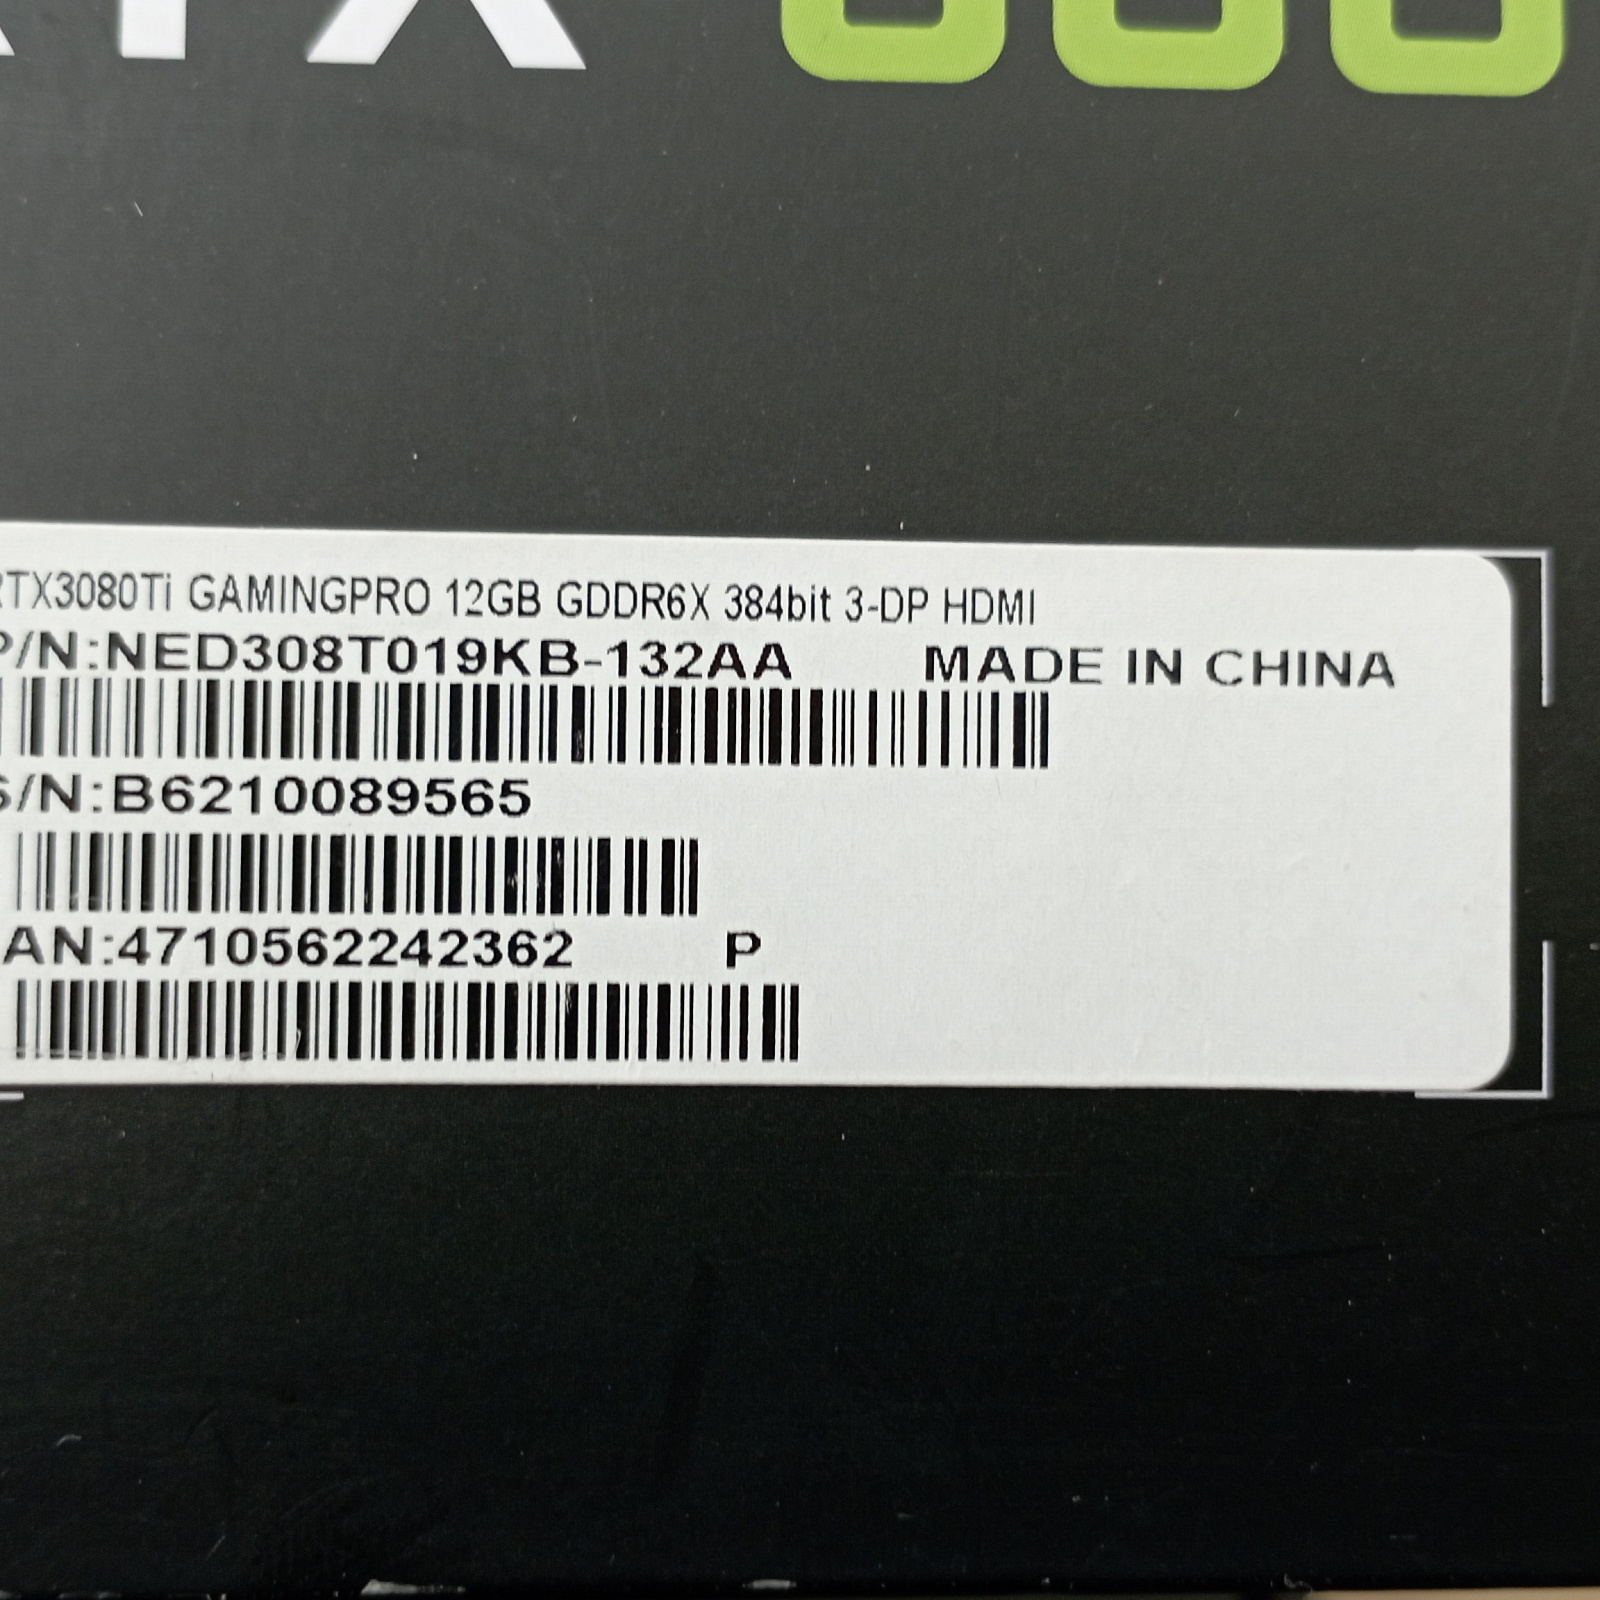 RTX3080Ti GAMINGPRO 12GB GDDR6X 384bit 3-DP HDMI
P/N:NED308T019KB-132AA MADE IN CHINA
S/N:B6210089565
AN:4710562242362 P